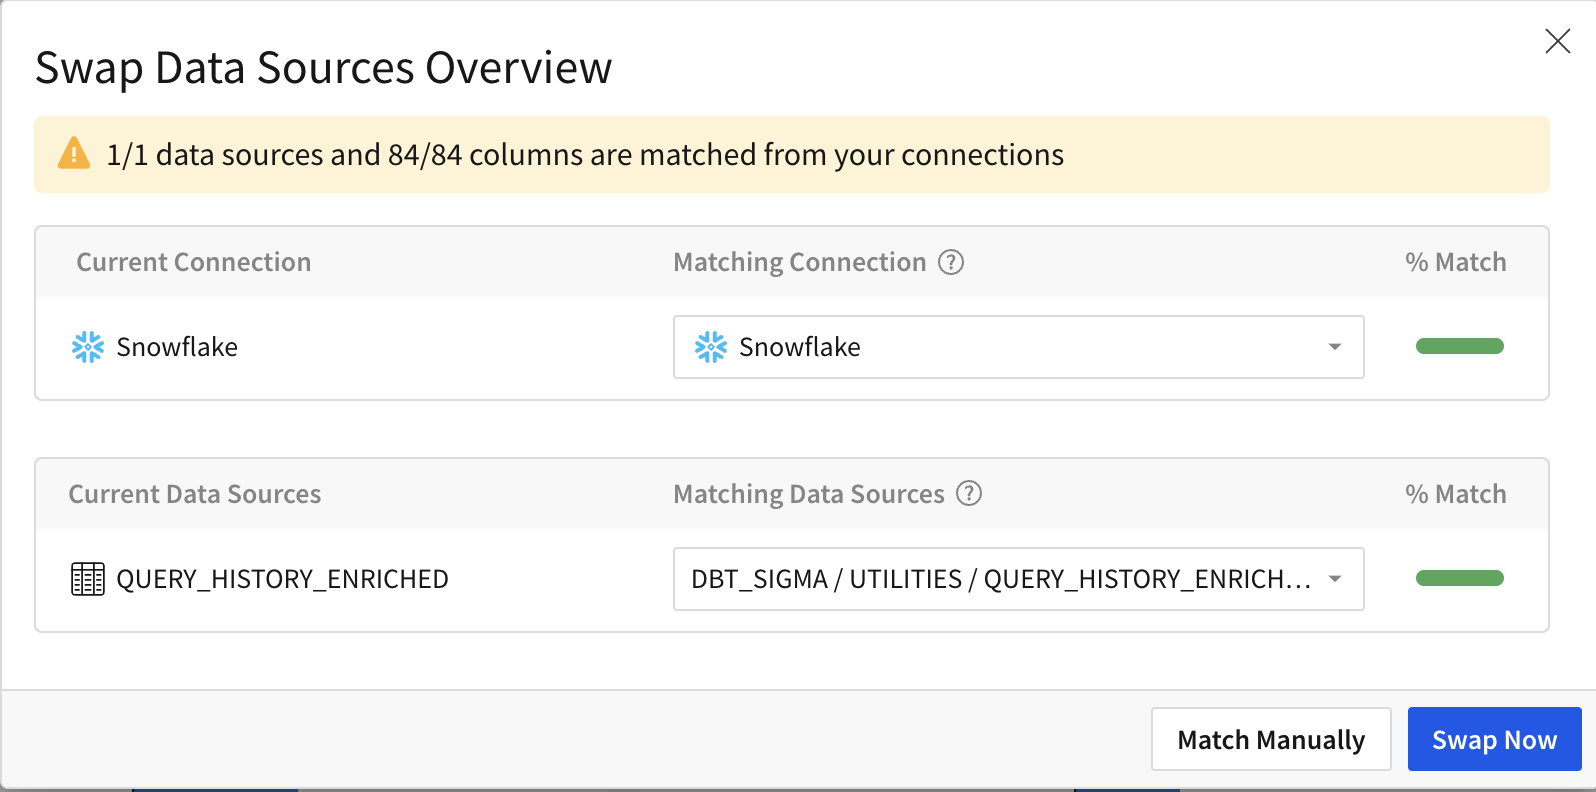 Swap Data Sources Overview
1/1 data sources and 84/84 columns are matched from your connections
Current Connection
Matching Connection
% Match
Snowflake
Snowflake
Current Data Sources
Matching Data Sources
% Match
QUERY_HISTORY_ENRICHED
DBT_SIGMA / UTILITIES / QUERY_HISTORY_ENRICH...
Match Manually
Swap Now